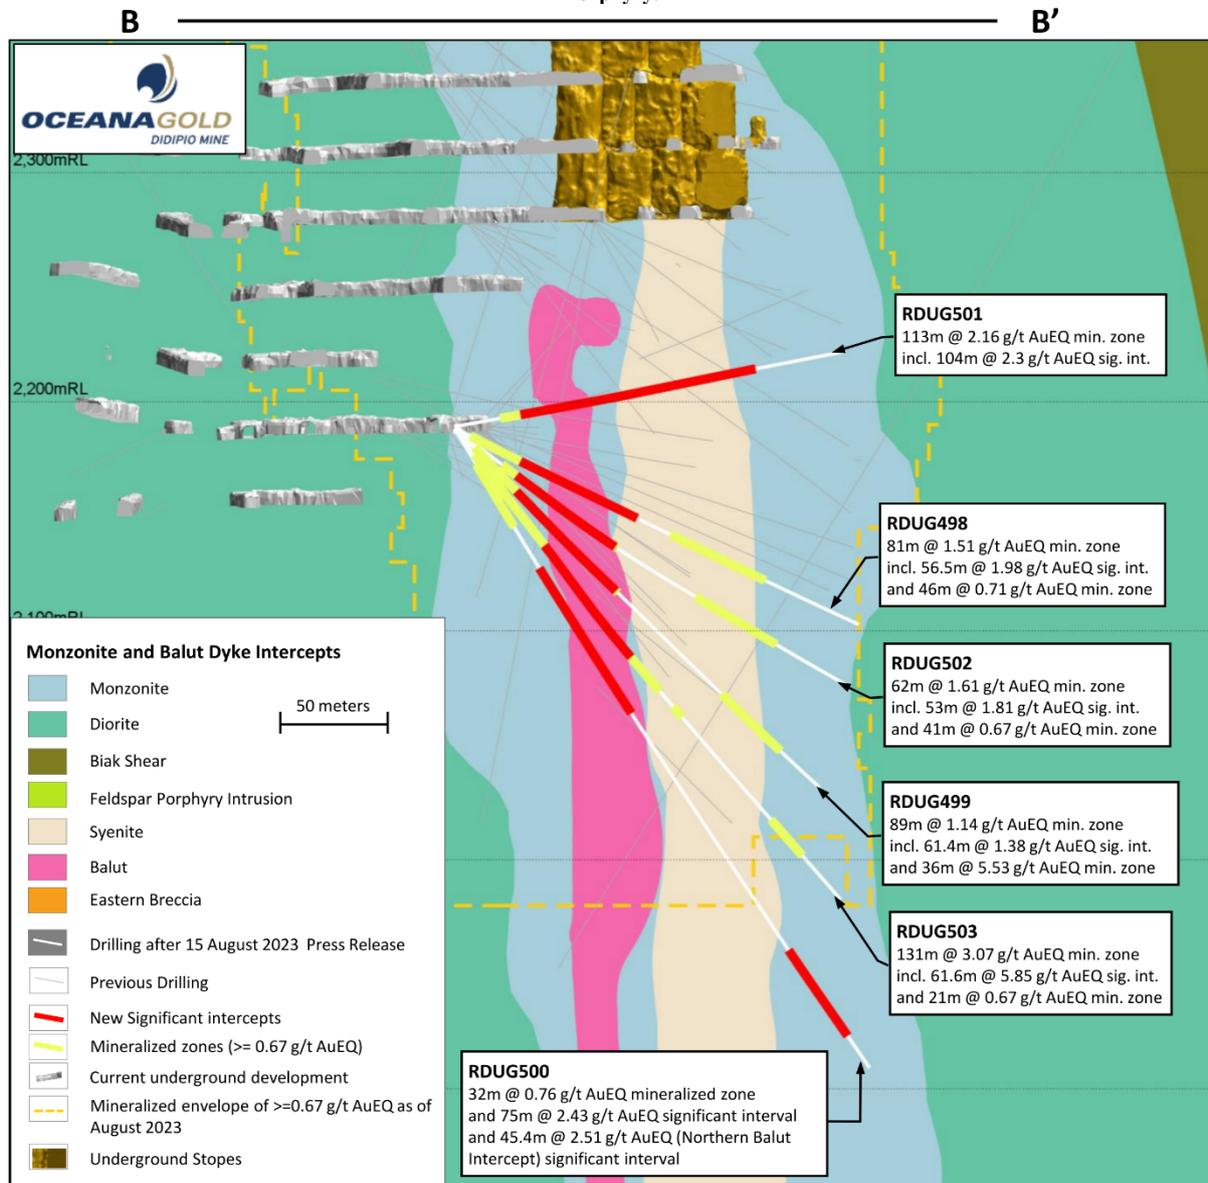 B
B’
OCEANAGOLD
DIDIPIO MINE
2,300mRL
2,200mRL
2,100mRL
RDUG501
113m @ 2.16 g/t AuEQ min. zone
incl. 104m @ 2.3 g/t AuEQ sig. int.
RDUG498
81m @ 1.51 g/t AuEQ min. zone
incl. 56.5m @ 1.98 g/t AuEQ sig. int.
and 46m @ 0.71 g/t AuEQ min. zone
RDUG502
62m @ 1.61 g/t AuEQ min. zone
incl. 53m @ 1.81 g/t AuEQ sig. int.
and 41m @ 0.67 g/t AuEQ min. zone
RDUG499
89m @ 1.14 g/t AuEQ min. zone
incl. 61.4m @ 1.38 g/t AuEQ sig. int.
and 36m @ 5.53 g/t AuEQ min. zone
RDUG503
131m @ 3.07 g/t AuEQ min. zone
incl. 61.6m @ 5.85 g/t AuEQ sig. int.
and 21m @ 0.67 g/t AuEQ min. zone
RDUG500
32m @ 0.76 g/t AuEQ mineralized zone
and 75m @ 2.43 g/t AuEQ significant interval
and 45.4m @ 2.51 g/t AuEQ (Northern Balut
Intercept) significant interval
Monzonite and Balut Dyke Intercepts
Monzonite
50 meters
Diorite
Biak Shear
Feldspar Porphyry Intrusion
Syenite
Balut
Eastern Breccia
Drilling after 15 August 2023 Press Release
Previous Drilling
New Significant intercepts
Mineralized zones (>= 0.67 g/t AuEQ)
Current underground development
Mineralized envelope of >=0.67 g/t AuEQ as of
August 2023
Underground Stopes